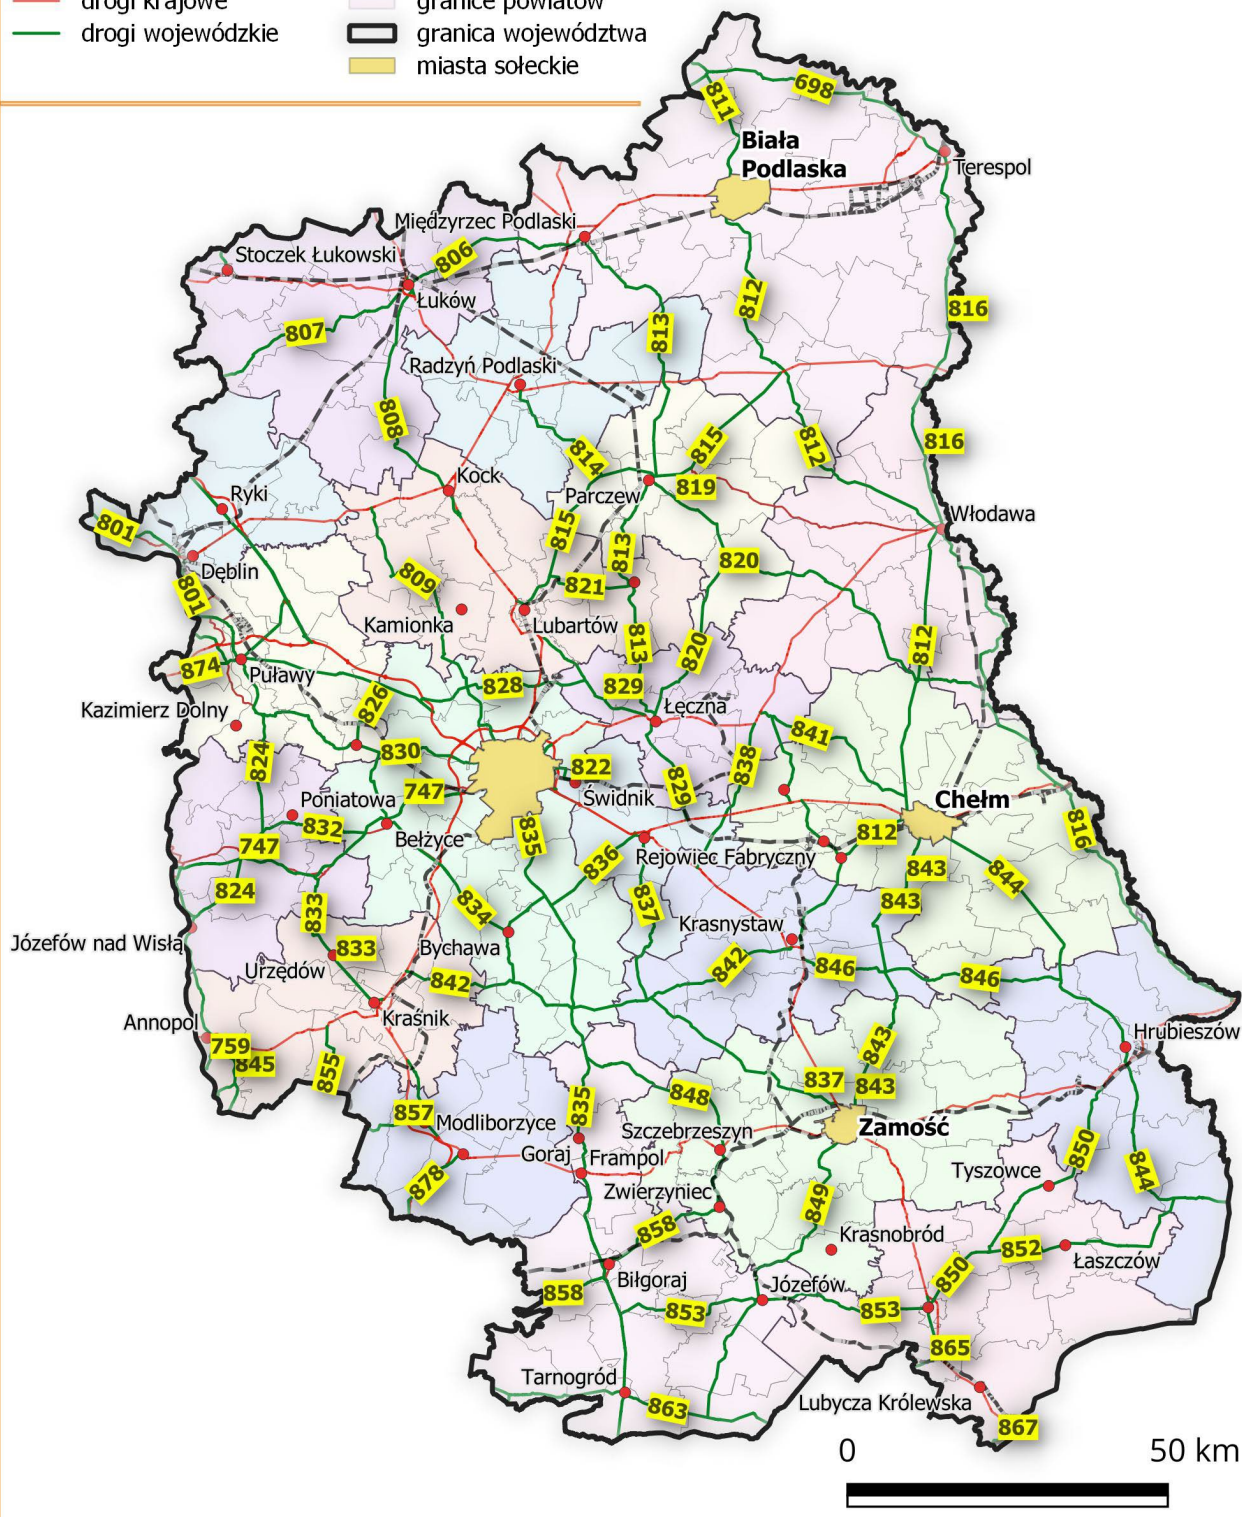 drogi krajowe
granice powiatów
drogi wojewódzkie
granica województwa
miasta sołeckie
698
811
Biała
Podlaska
Terespol
Międzyrzec Podlaski
Stoczek Łukowski
806
Łuków
812
816
807
813
Radzyń Podlaski
808
814
815
812
816
Kock
Parczew
819
Ryki
801
Włodawa
815
813
820
Dęblin
801
809
821
Kamionka
Lubartów
813
820
812
874
Puławy
828
829
826
Kazimierz Dolny
Łęczna
841
824
830
822
838
747
829
Świdnik
Poniatowa
Chełm
832
Bełżyce
835
812
816
747
836
Rejowiec Fabryczny
843
844
824
833
834
837
843
Krasnystaw
Józefów nad Wisłą
833
Bychawa
Urzędów
842
842
846
846
Annopol
Kraśnik
Hrubieszów
759
845
855
843
837
843
848
857
835
Modliborzyce
Szczebrzeszyn
Zamość
Goraj
Frampol
850
844
878
Tyszowce
Zwierzyniec
849
858
Krasnobród
852
Łaszczów
850
858
Biłgoraj
Józefów
853
853
865
Tarnogród
Lubycza Królewska
863
867
0
50 km